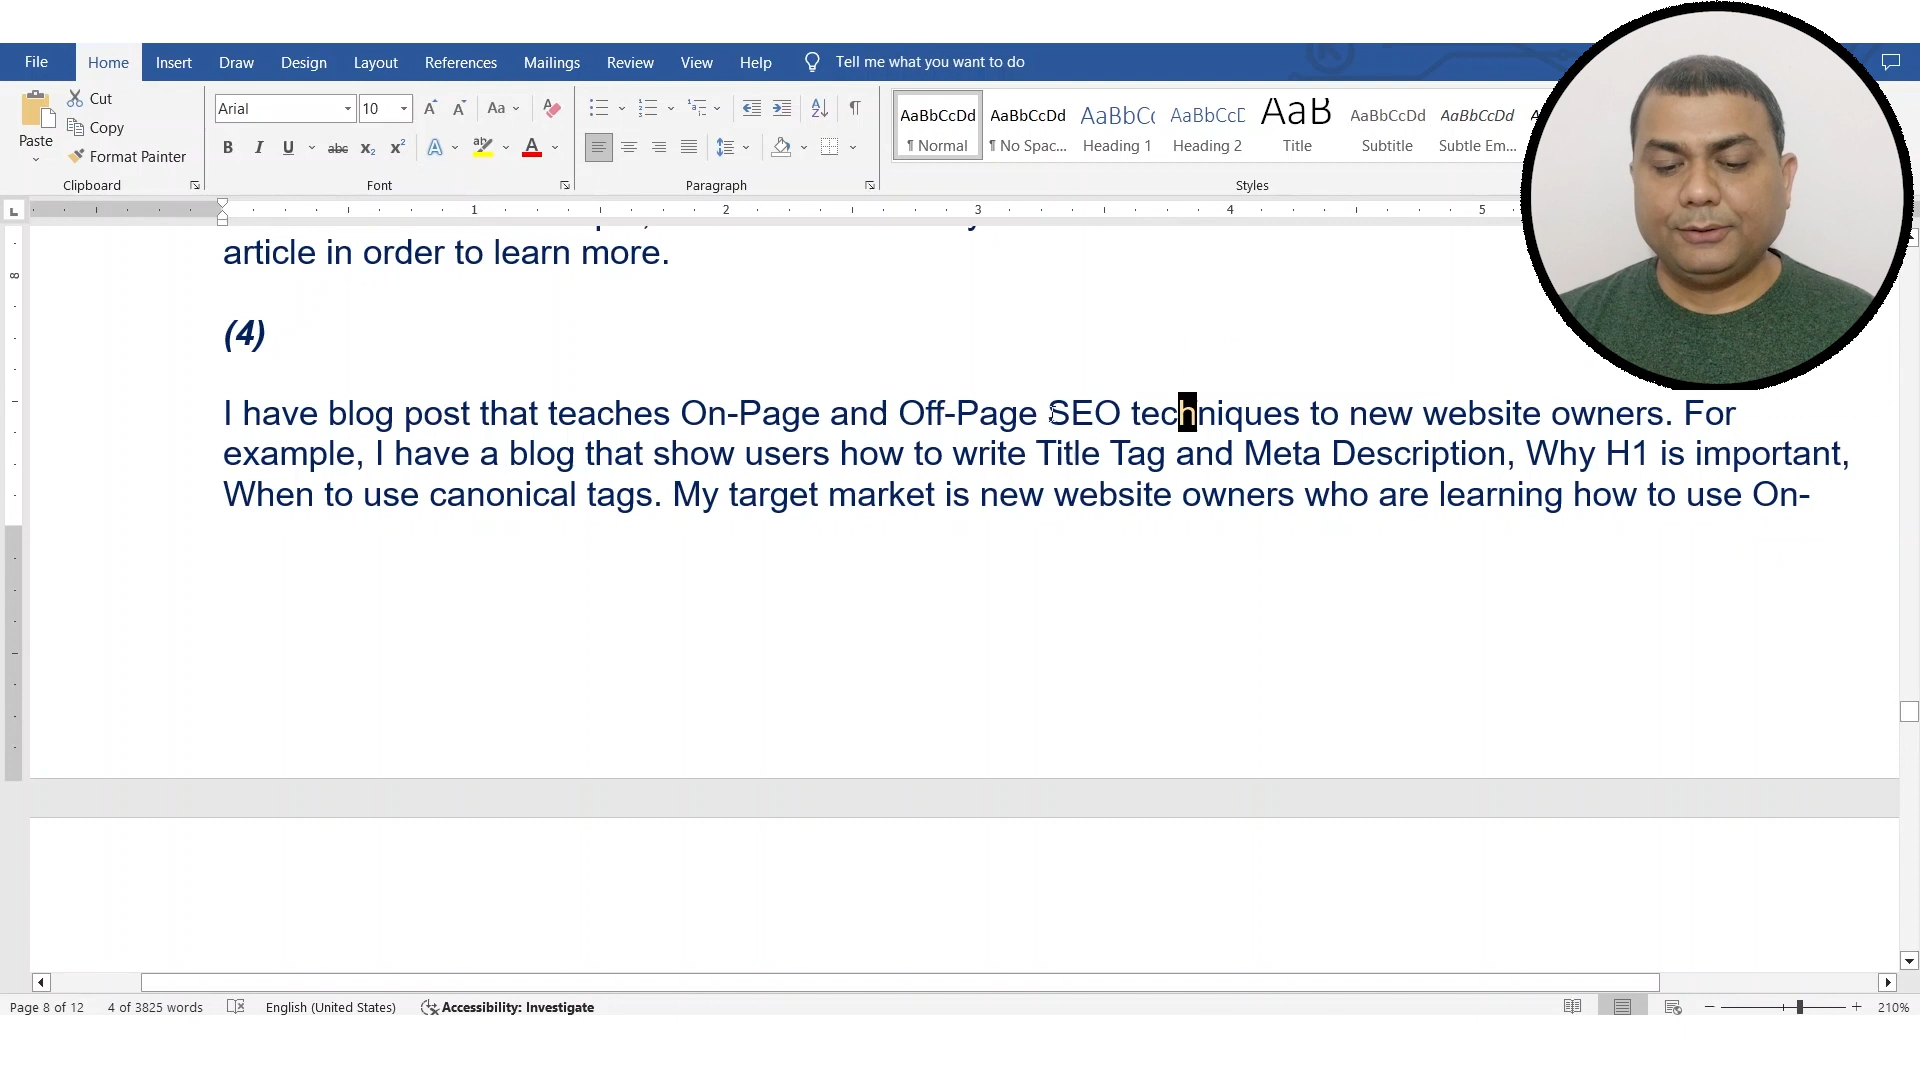 File Home Insert Draw Design Layout References Mailings Review View Help Tell me what you want to do
Cut
Copy
Paste
Format Painter
Clipboard
Arial 10
Font
Paragraph
AaBbCcDd AaBbCcDd AaBbC AaBbCcD AaB AaBbCcDd AaBbCcDd
¶ Normal ¶ No Spac... Heading 1 Heading 2 Title Subtitle Subtle Em...
Styles
1 2 3 4 5
8
article in order to learn more.
(4)
I have blog post that teaches On-Page and Off-Page SEO techniques to new website owners. For
example, I have a blog that show users how to write Title Tag and Meta Description, Why H1 is important,
When to use canonical tags. My target market is new website owners who are learning how to use On-
Page 8 of 12 4 of 3825 words English (United States) Accessibility: Investigate 210%